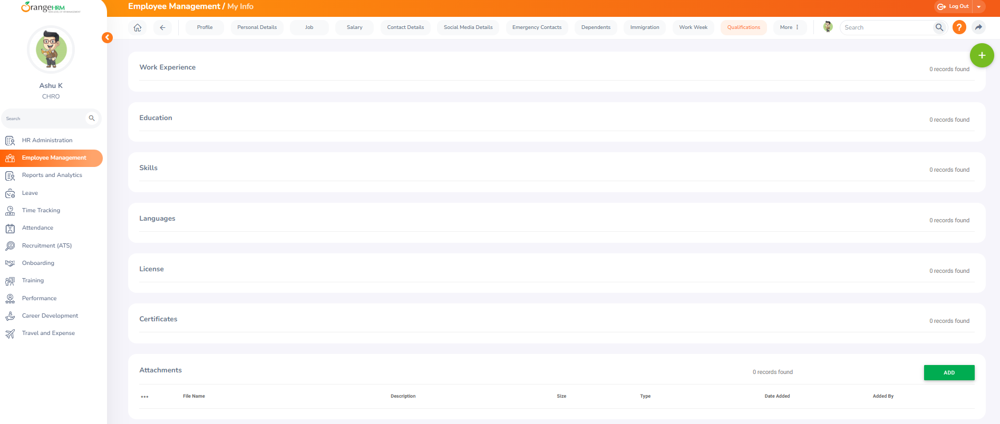 OrangeHRM
Employee Management / My Info
Log Out
Profile
Personal Details
Job
Salary
Contact Details
Social Media Details
Emergency Contacts
Dependents
Immigration
Work Week
Qualifications
More
Search
?
Ashu K
CHRO
Search
HR Administration
Employee Management
Reports and Analytics
Leave
Time Tracking
Attendance
Recruitment (ATS)
Onboarding
Training
Performance
Career Development
Travel and Expense
+
Work Experience
0 records found
Education
0 records found
Skills
0 records found
Languages
0 records found
License
0 records found
Certificates
0 records found
Attachments
0 records found
ADD
File Name
Description
Size
Type
Date Added
Added By